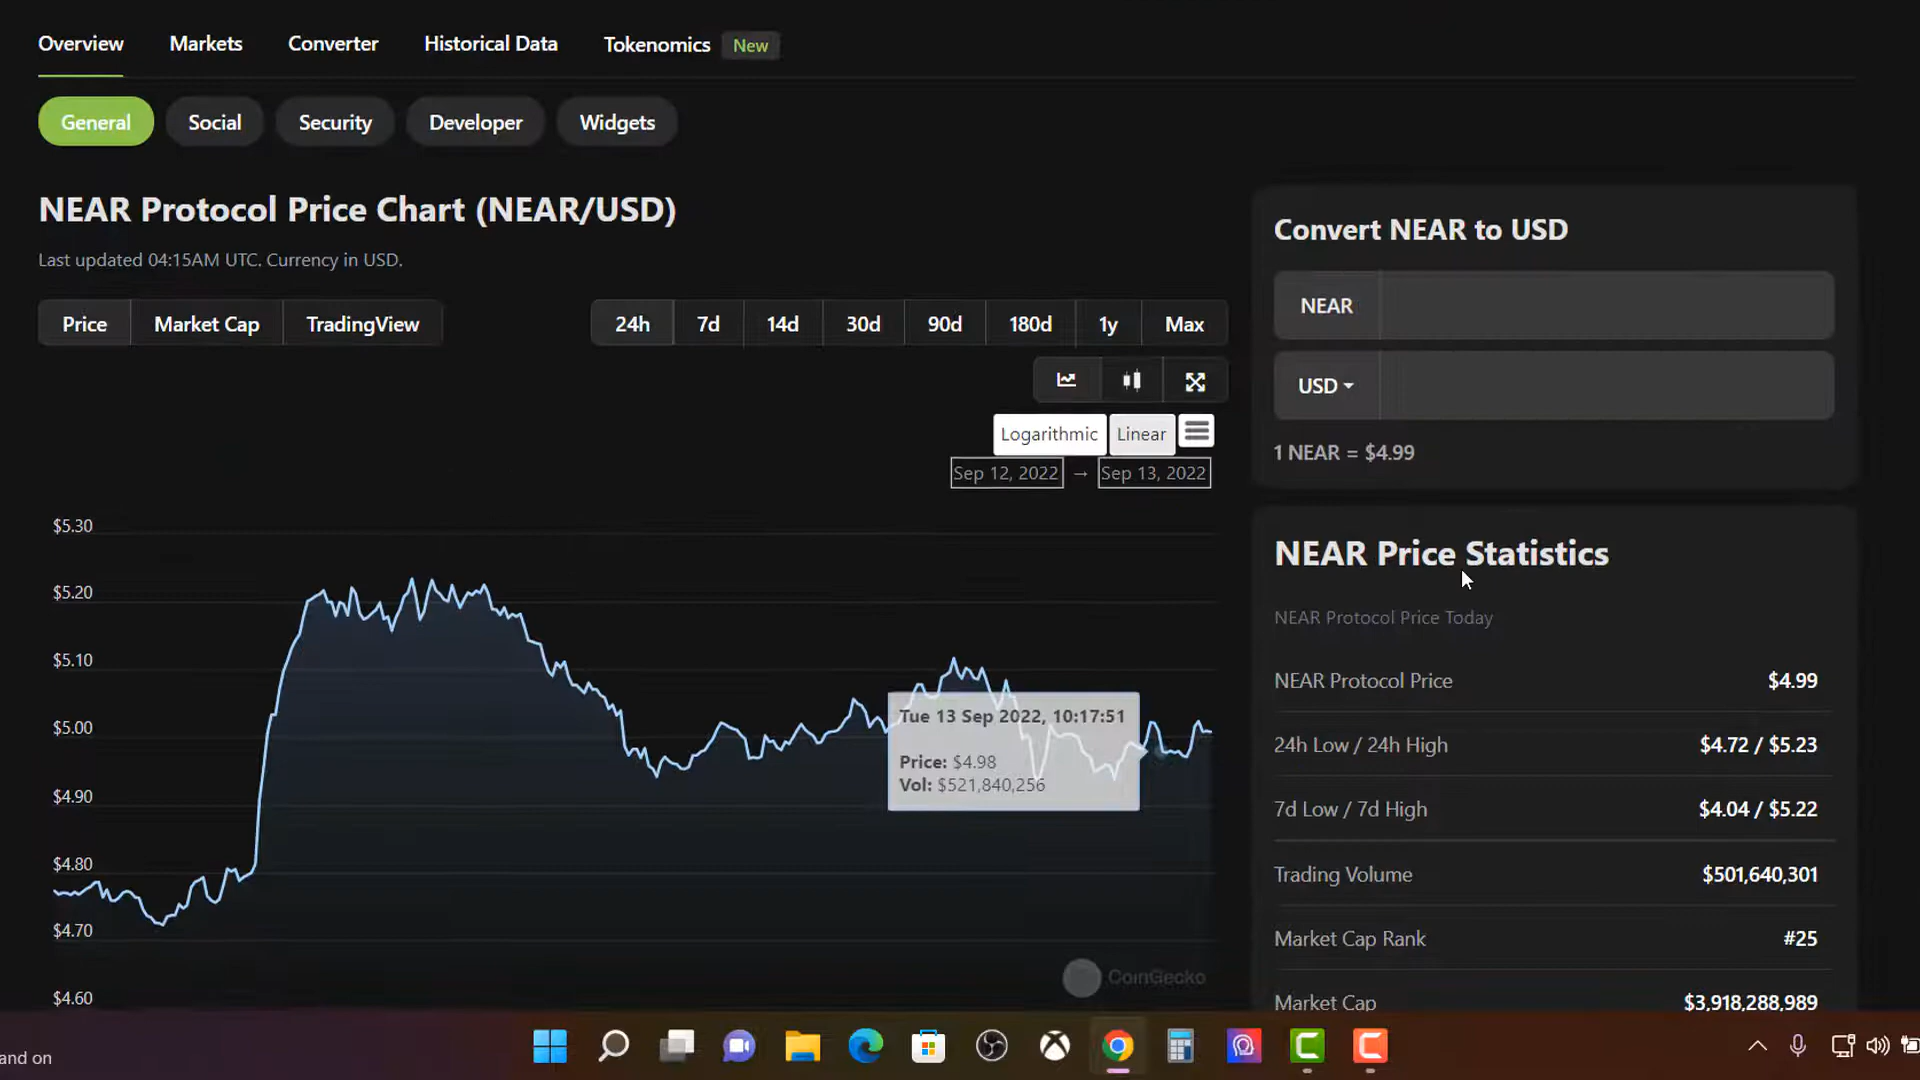 Overview Markets Converter Historical Data Tokenomics New
General Social Security Developer Widgets
NEAR Protocol Price Chart (NEAR/USD)
Last updated 04:15AM UTC. Currency in USD.
Price Market Cap TradingView
24h 7d 14d 30d 90d 180d 1y Max
Logarithmic Linear
Sep 12, 2022 → Sep 13, 2022
$5.30
$5.20
$5.10
$5.00
$4.90
$4.80
$4.70
$4.60
Tue 13 Sep 2022, 10:17:51
Price: $4.98
Vol: $521,840,256
CoinGecko
Convert NEAR to USD
NEAR
USD
1 NEAR = $4.99
NEAR Price Statistics
NEAR Protocol Price Today
NEAR Protocol Price $4.99
24h Low / 24h High $4.72 / $5.23
7d Low / 7d High $4.04 / $5.22
Trading Volume $501,640,301
Market Cap Rank #25
Market Cap $3,918,288,989
and on